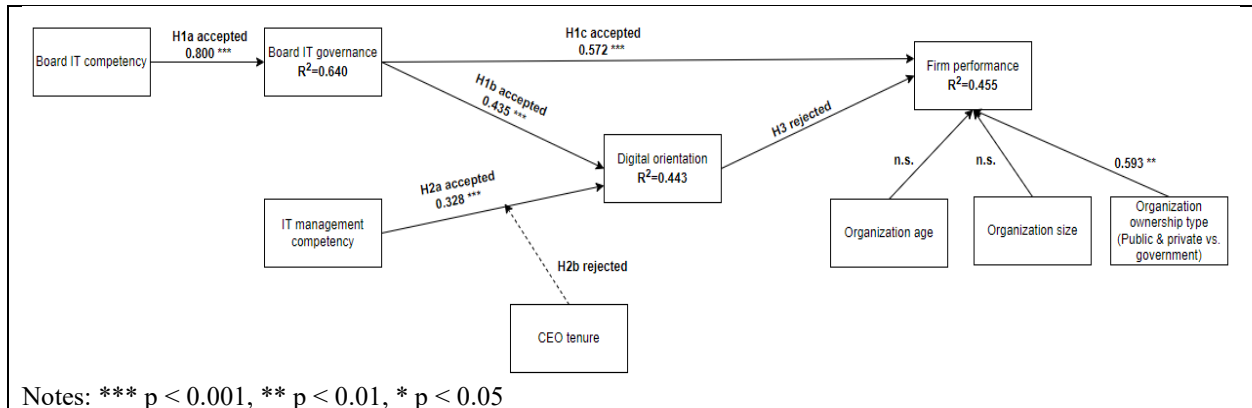 H1a accepted
0.800 ***
Board IT competency
Board IT governance
R²=0.640
H1c accepted
0.572 ***
Firm performance
R²=0.455
H1b accepted
0.435 ***
H3 rejected
Digital orientation
R²=0.443
H2a accepted
0.328 ***
IT management
competency
n.s.
n.s.
0.593 **
Organization age
Organization size
Organization
ownership type
(Public & private vs.
government)
H2b rejected
CEO tenure
Notes: *** p < 0.001, ** p < 0.01, * p < 0.05